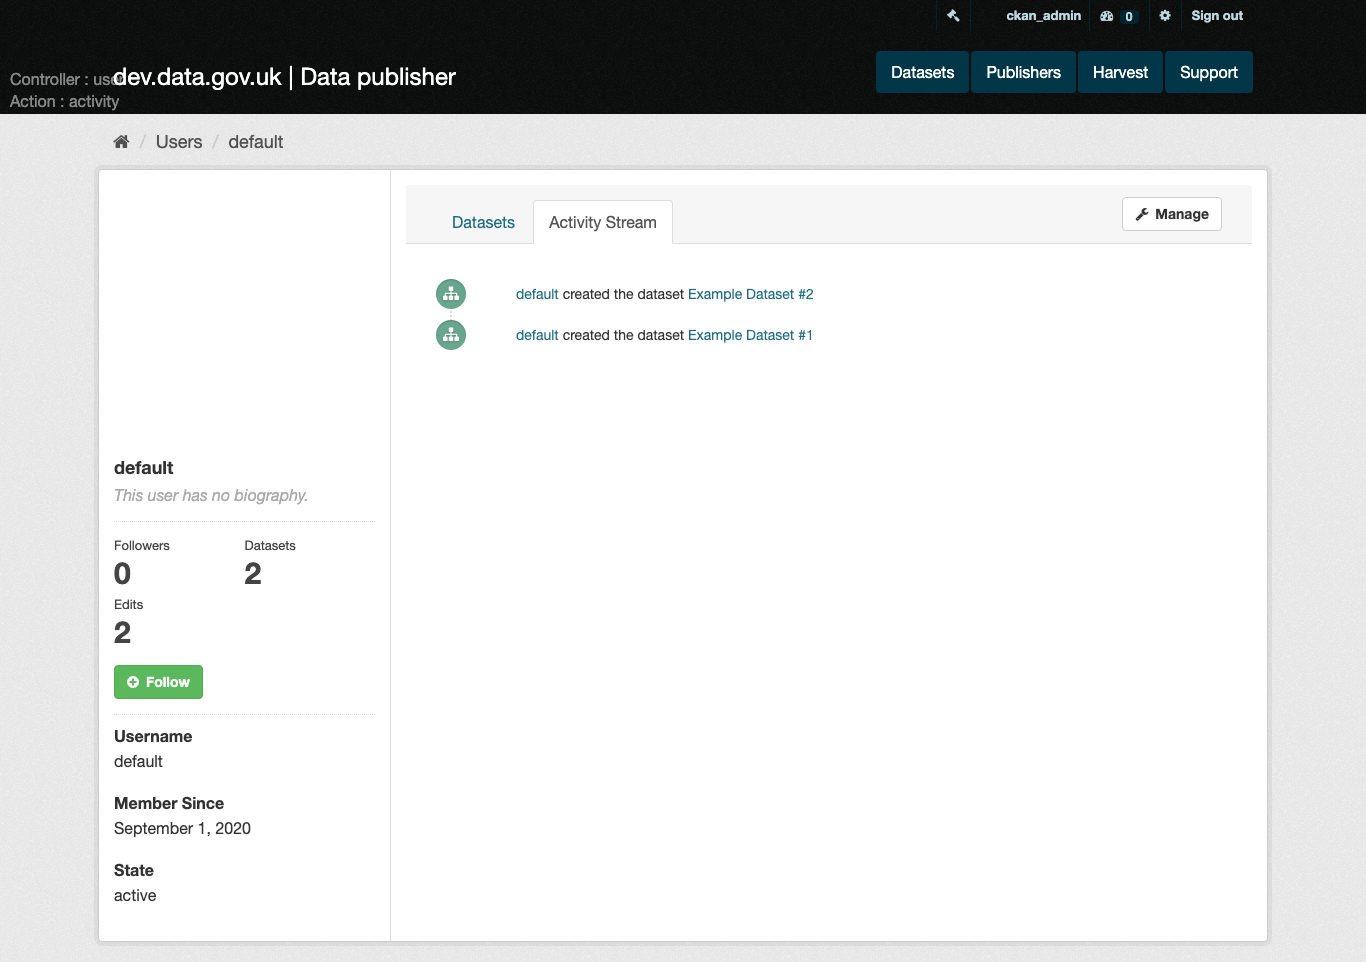 ckan_admin 0 Sign out
Controller : user
dev.data.gov.uk | Data publisher
Datasets Publishers Harvest Support
Action : activity
/ Users / default
Datasets Activity Stream Manage
default created the dataset Example Dataset #2
default created the dataset Example Dataset #1
default
This user has no biography.
Followers Datasets
0 2
Edits
2
Follow
Username
default
Member Since
September 1, 2020
State
active